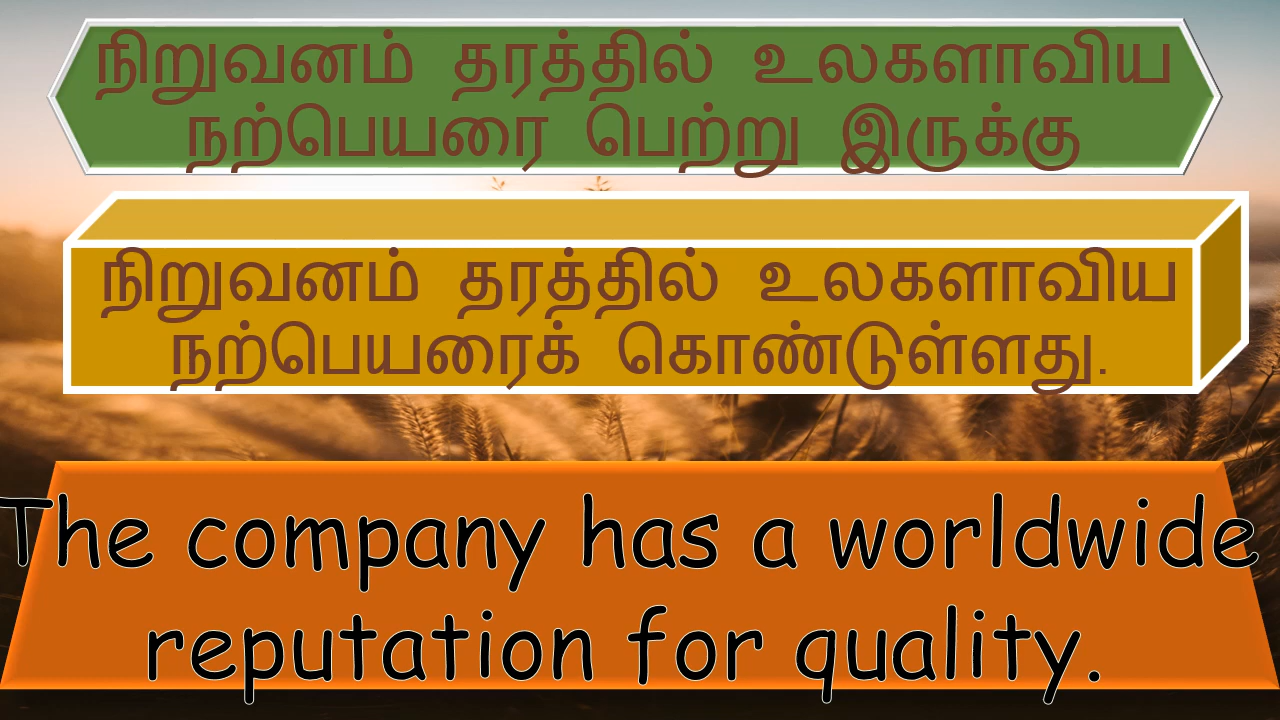 நிறுவனம் தரத்தில் உலகளாவிய
நற்பெயரை பெற்று இருக்கு
நிறுவனம் தரத்தில் உலகளாவிய
நற்பெயரைக் கொண்டுள்ளது.
The company has a worldwide
reputation for quality.